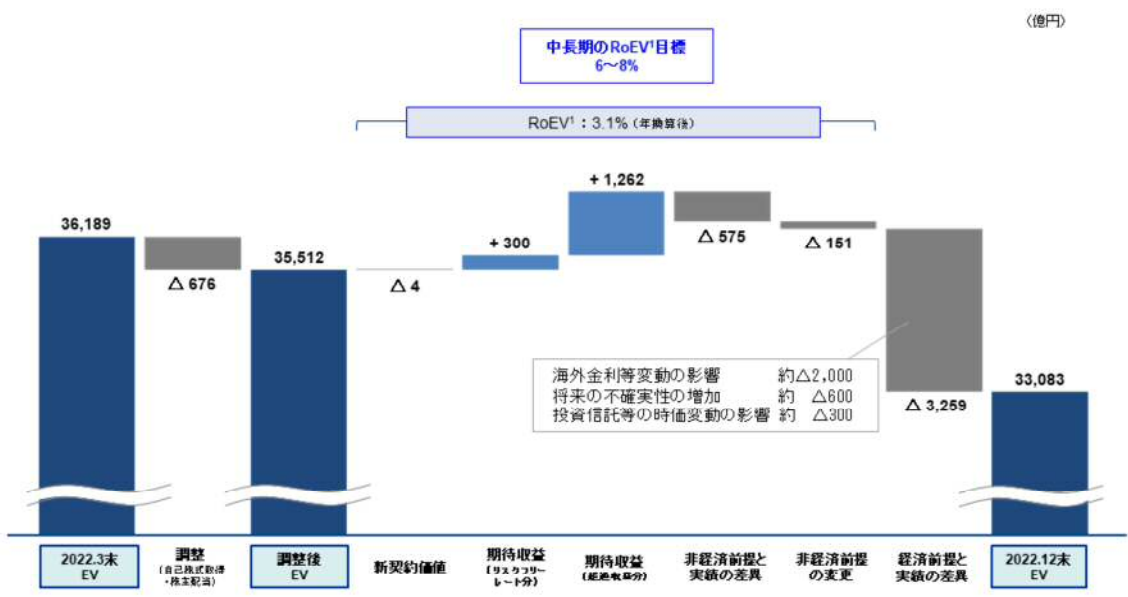 （億円）
中長期のRoEV¹目標
6～8%
RoEV¹：3.1%（年換算後）
36,189
△ 676
35,512
△ 4
+ 300
+ 1,262
△ 575
△ 151
△ 3,259
33,083
海外金利等変動の影響 約△2,000
将来の不確実性の増加 約 △600
投資信託等の時価変動の影響 約 △300
2022.3末
EV
調整
（自己株式取得
・株主配当）
調整後
EV
新契約価値
期待収益
（リスクフリー
レート分）
期待収益
（超過収益分）
非経済前提と
実績の差異
非経済前提
の変更
経済前提と
実績の差異
2022.12末
EV